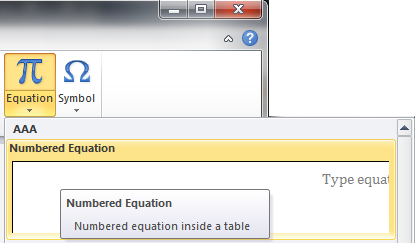 Equation Symbol
AAA
Numbered Equation
Type equat
Numbered Equation
Numbered equation inside a table